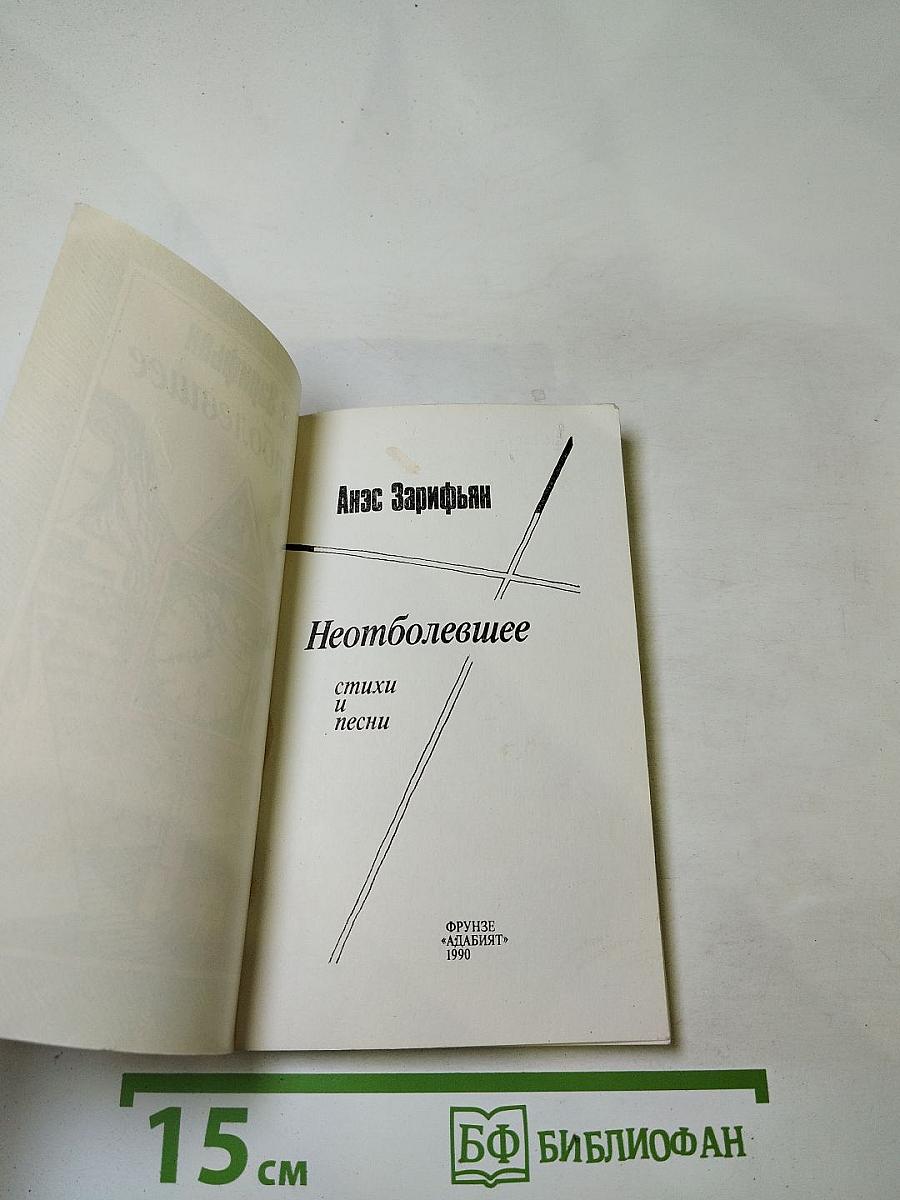 Анэс Зарифьян
Неотболевшее
стихи
и
песни
ФРУНЗЕ
«АДАБИЯТ»
1990
15 см
БФ БИБЛИОФАН